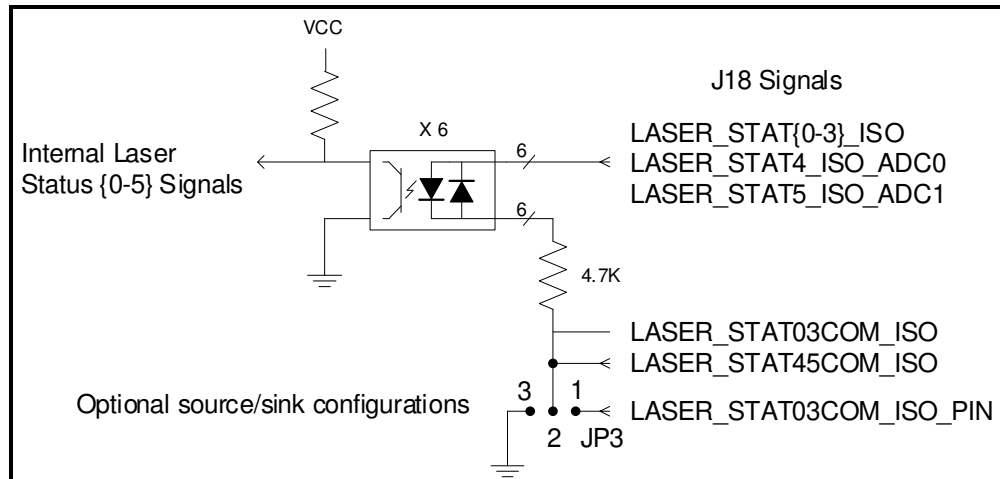 VCC
J18 Signals
X 6
LASER_STAT{0-3}_ISO
Internal Laser
Status {0-5} Signals
6
LASER_STAT4_ISO_ADC0
LASER_STAT5_ISO_ADC1
6
4.7K
LASER_STAT03COM_ISO
LASER_STAT45COM_ISO
Optional source/sink configurations
3
1
LASER_STAT03COM_ISO_PIN
2
JP3